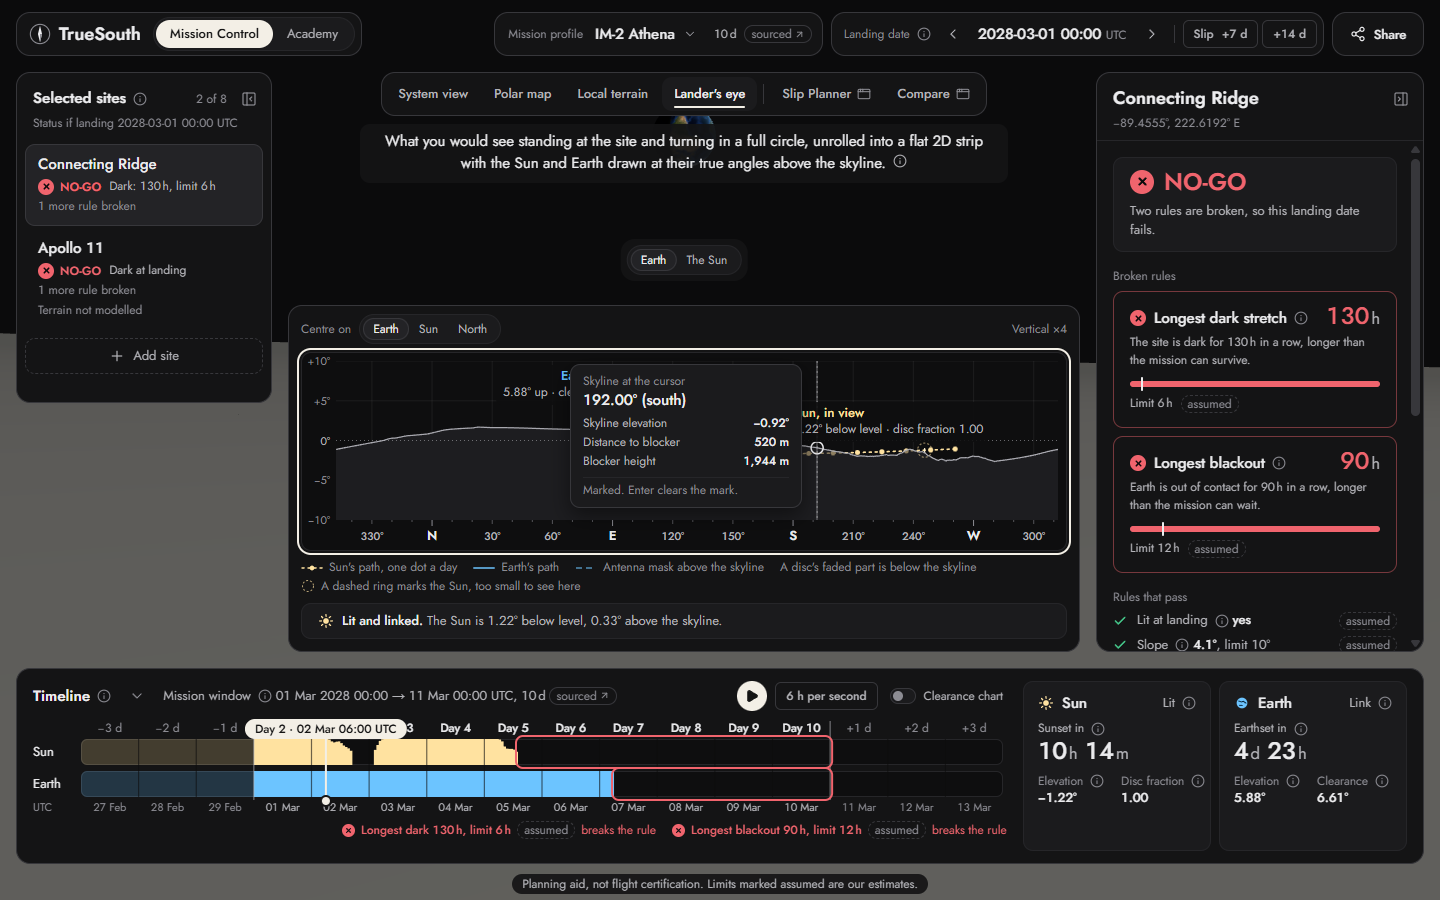 TrueSouth
Mission Control
Academy
Mission profile IM-2 Athena 10 d sourced ↗
Landing date 2028-03-01 00:00 UTC
Slip +7 d +14 d
Share
Selected sites 2 of 8
Status if landing 2028-03-01 00:00 UTC
Connecting Ridge
NO-GO Dark: 130 h, limit 6 h
1 more rule broken
Apollo 11
NO-GO Dark at landing
1 more rule broken
Terrain not modelled
+ Add site
System view Polar map Local terrain Lander's eye Slip Planner Compare
What you would see standing at the site and turning in a full circle, unrolled into a flat 2D strip
with the Sun and Earth drawn at their true angles above the skyline.
Earth The Sun
Centre on Earth Sun North Vertical ×4
+10°
+5°
0°
−5°
−10°
5.88° up · cle
un, in view
.22° below level · disc fraction 1.00
Skyline at the cursor
192.00° (south)
Skyline elevation −0.92°
Distance to blocker 520 m
Blocker height 1,944 m
Marked. Enter clears the mark.
330° N 30° 60° E 120° 150° S 210° 240° W 300°
Sun's path, one dot a day Earth's path Antenna mask above the skyline A disc's faded part is below the skyline
A dashed ring marks the Sun, too small to see here
Lit and linked. The Sun is 1.22° below level, 0.33° above the skyline.
Connecting Ridge
−89.4555°, 222.6192° E
NO-GO
Two rules are broken, so this landing date
fails.
Broken rules
Longest dark stretch 130 h
The site is dark for 130 h in a row, longer than
the mission can survive.
Limit 6 h assumed
Longest blackout 90 h
Earth is out of contact for 90 h in a row, longer
than the mission can wait.
Limit 12 h assumed
Rules that pass
Lit at landing yes assumed
Slope 4.1°, limit 10° assumed
Timeline
Mission window 01 Mar 2028 00:00 → 11 Mar 00:00 UTC, 10 d sourced ↗
6 h per second
Clearance chart
−3 d −2 d −1 d Day 2 · 02 Mar 06:00 UTC 3 Day 4 Day 5 Day 6 Day 7 Day 8 Day 9 Day 10 +1 d +2 d +3 d
Sun
Earth
UTC 27 Feb 28 Feb 29 Feb 01 Mar 02 Mar 03 Mar 04 Mar 05 Mar 06 Mar 07 Mar 08 Mar 09 Mar 10 Mar 11 Mar 12 Mar 13 Mar
Longest dark 130 h, limit 6 h assumed breaks the rule Longest blackout 90 h, limit 12 h assumed breaks the rule
Sun Lit
Sunset in
10 h 14 m
Elevation Disc fraction
−1.22° 1.00
Earth Link
Earthset in
4 d 23 h
Elevation Clearance
5.88° 6.61°
Planning aid, not flight certification. Limits marked assumed are our estimates.